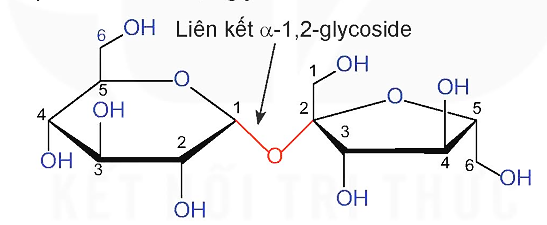 Liên kết α-1,2-glycoside
6 OH
5 O
4 OH 1
OH 3 2
OH
O
1 OH
2 O OH
3 5
4 6
OH OH
KẾT NỐI TRI THỨC